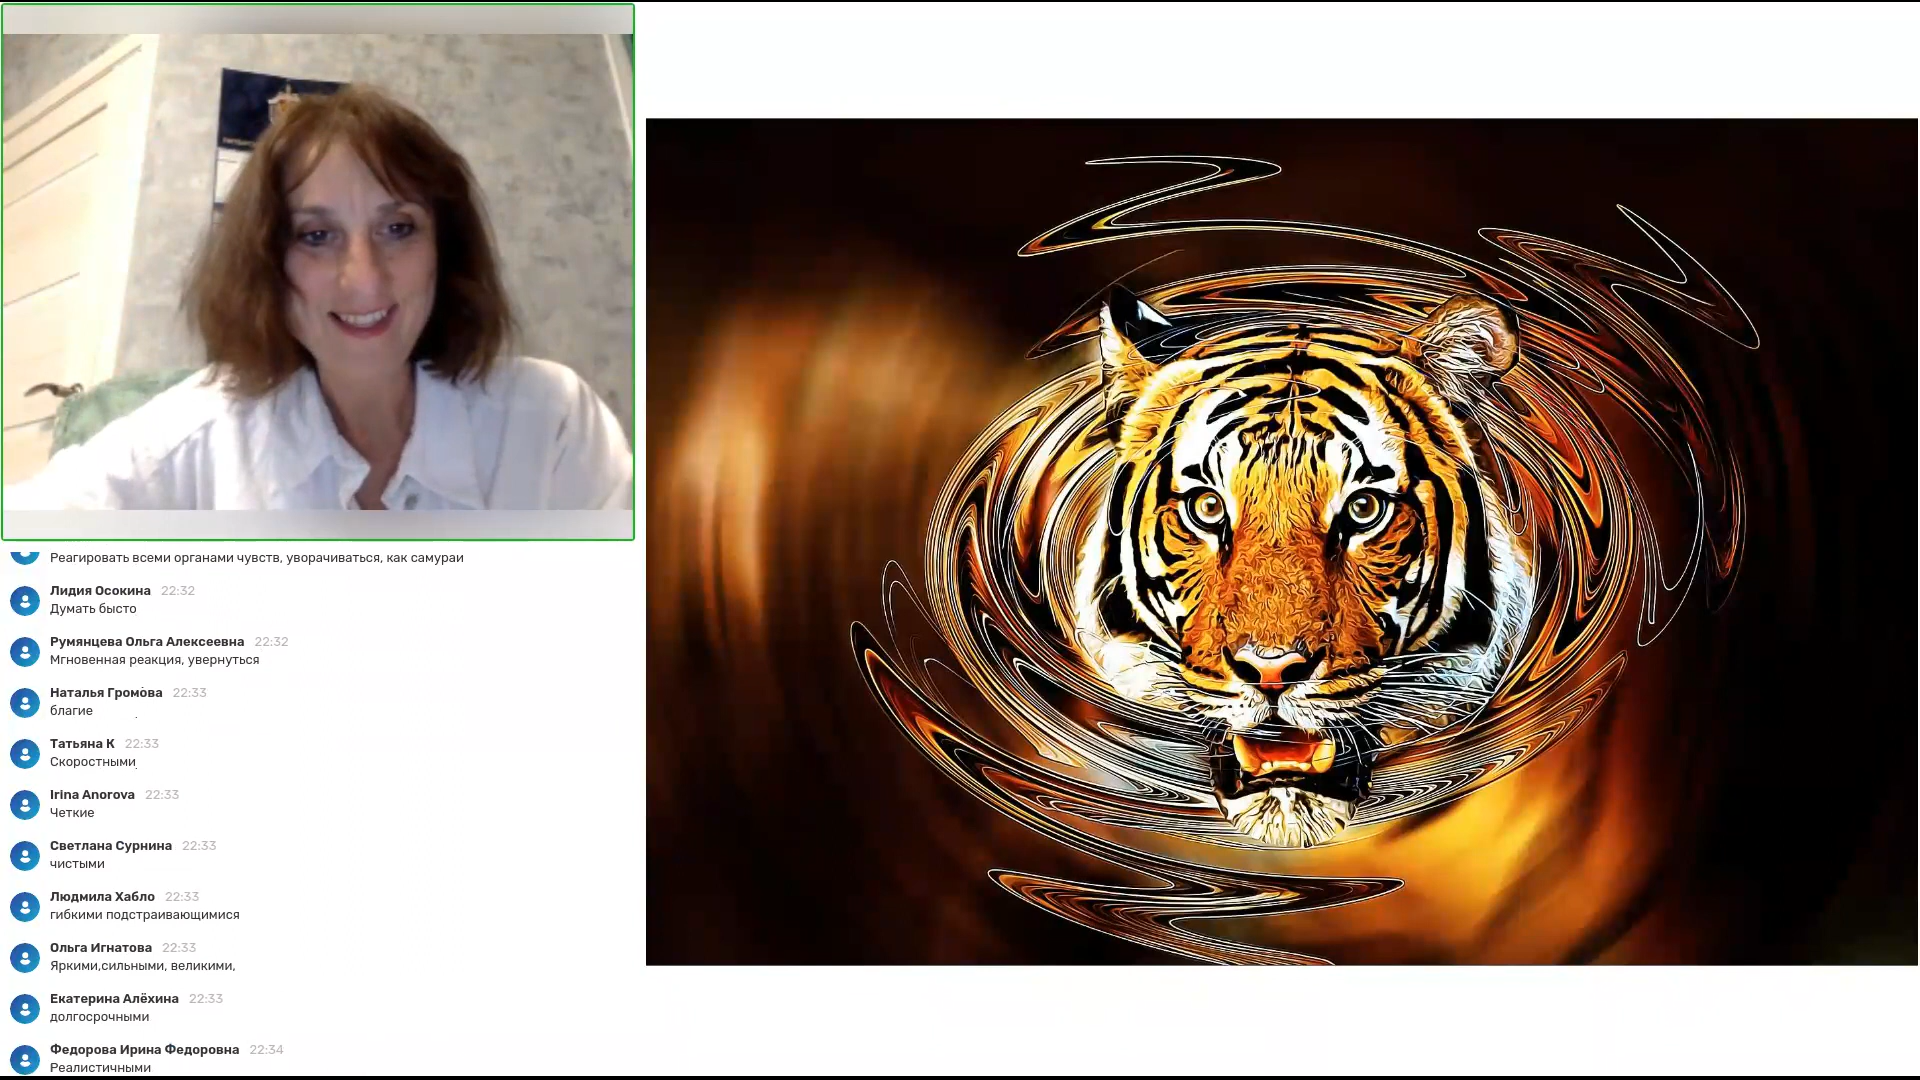 Реагировать всеми органами чувств, уворачиваться, как самураи
Лидия Осокина 22:32
Думать бысто
Румянцева Ольга Алексеевна 22:32
Мгновенная реакция, увернуться
Наталья Громова 22:33
благие
Татьяна К 22:33
Скоростными
Irina Anorova 22:33
Четкие
Светлана Сурнина 22:33
чистыми
Людмила Хабло 22:33
гибкими подстраивающимися
Ольга Игнатова 22:33
Яркими,сильными, великими,
Екатерина Алёхина 22:33
долгосрочными
Федорова Ирина Федоровна 22:34
Реалистичными